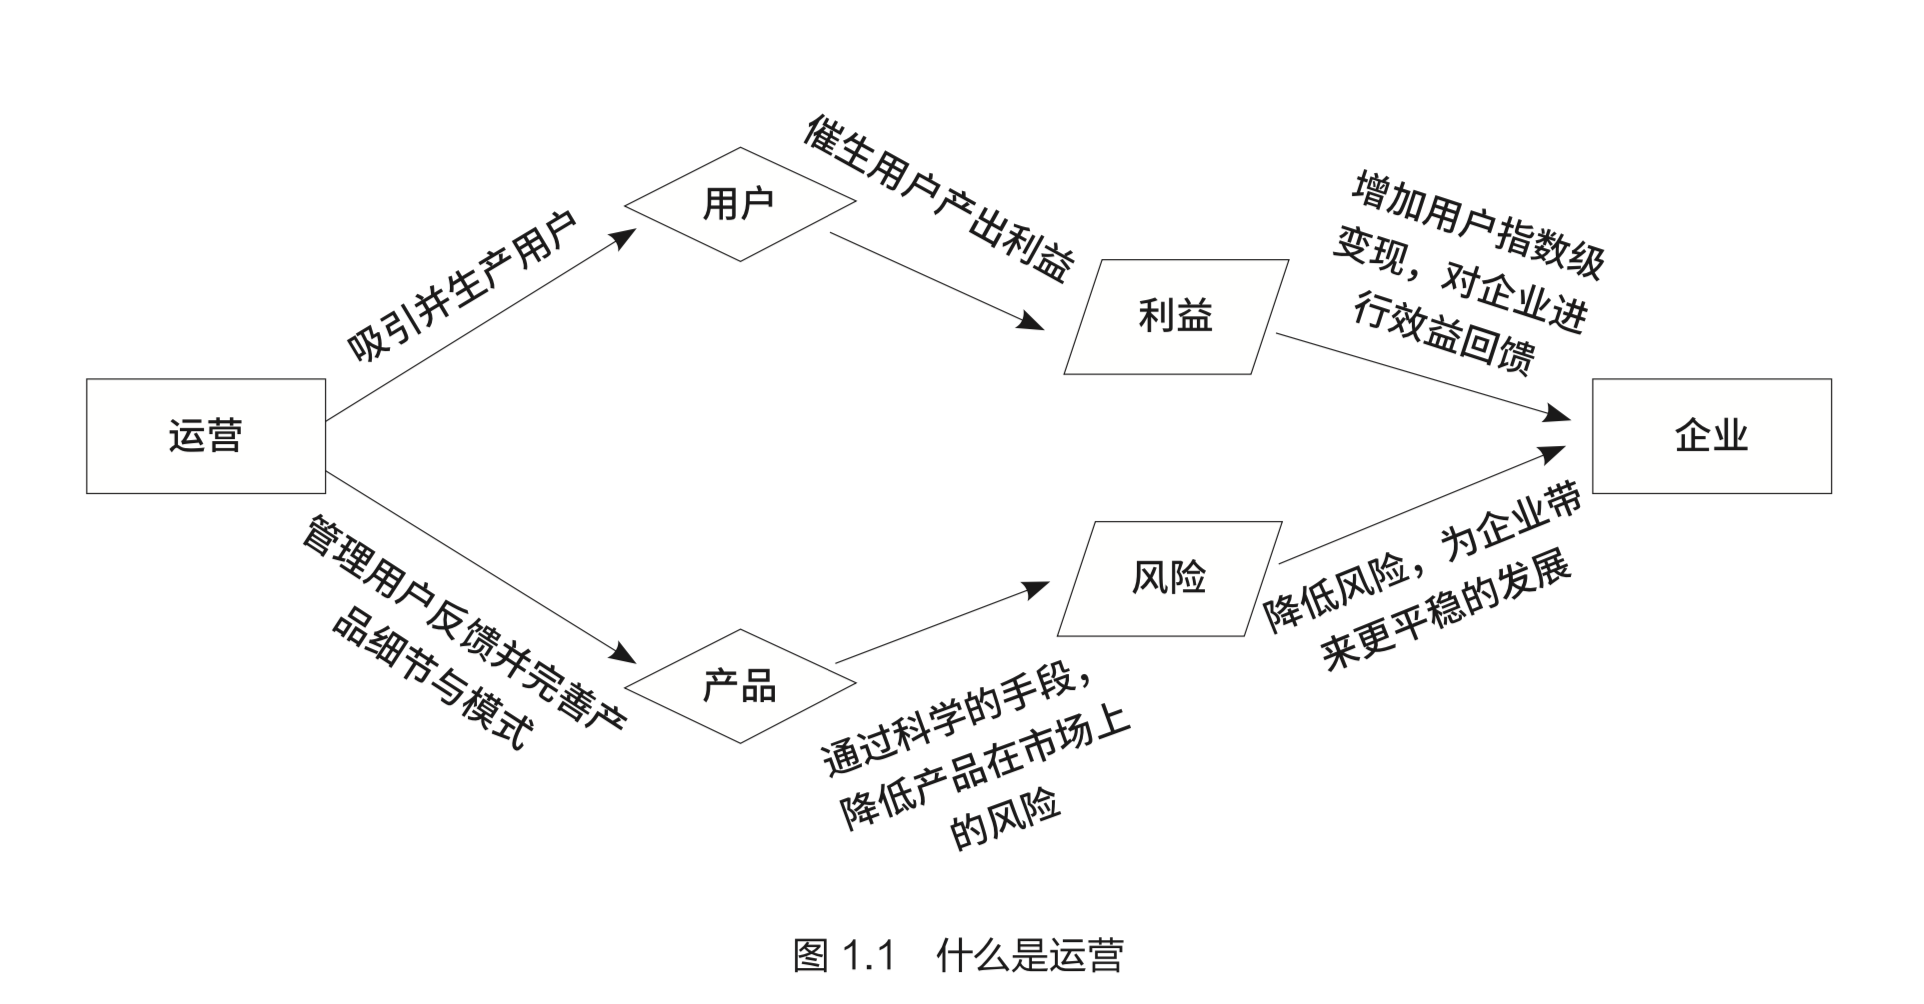 用户
催生用户产出利益
吸引并生产用户
增加用户指数级
变现，对企业进
行效益回馈
利益
运营
企业
管理用户反馈并完善产
品细节与模式
产品
风险
通过科学的手段，
降低产品在市场上
的风险
降低风险，为企业带
来更平稳的发展
图 1.1 什么是运营